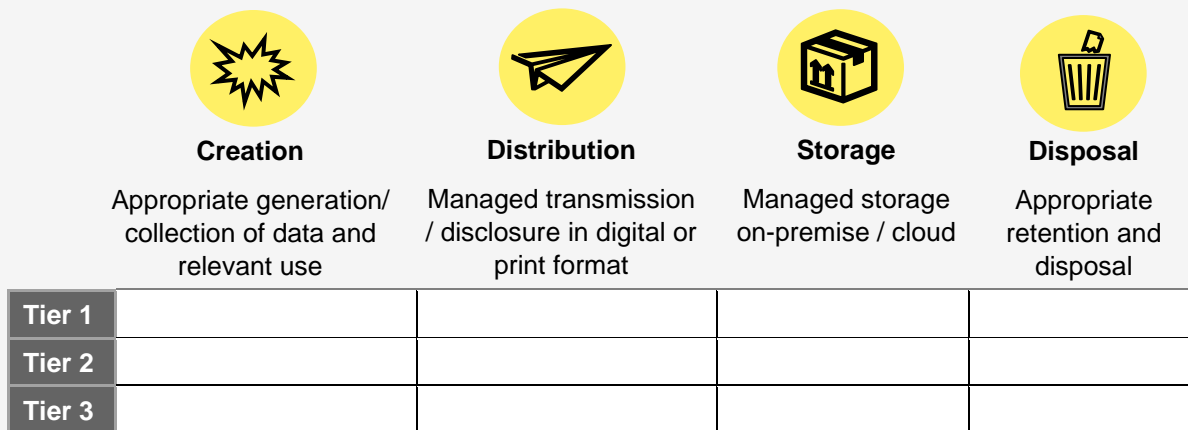 Creation
Appropriate generation/
collection of data and
relevant use
Distribution
Managed transmission
/ disclosure in digital or
print format
Storage
Managed storage
on-premise / cloud
Disposal
Appropriate
retention and
disposal
Tier 1
Tier 2
Tier 3